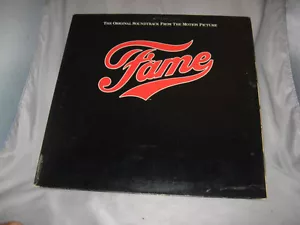 THE ORIGINAL SOUNDTRACK FROM THE MOTION PICTURE
Fame